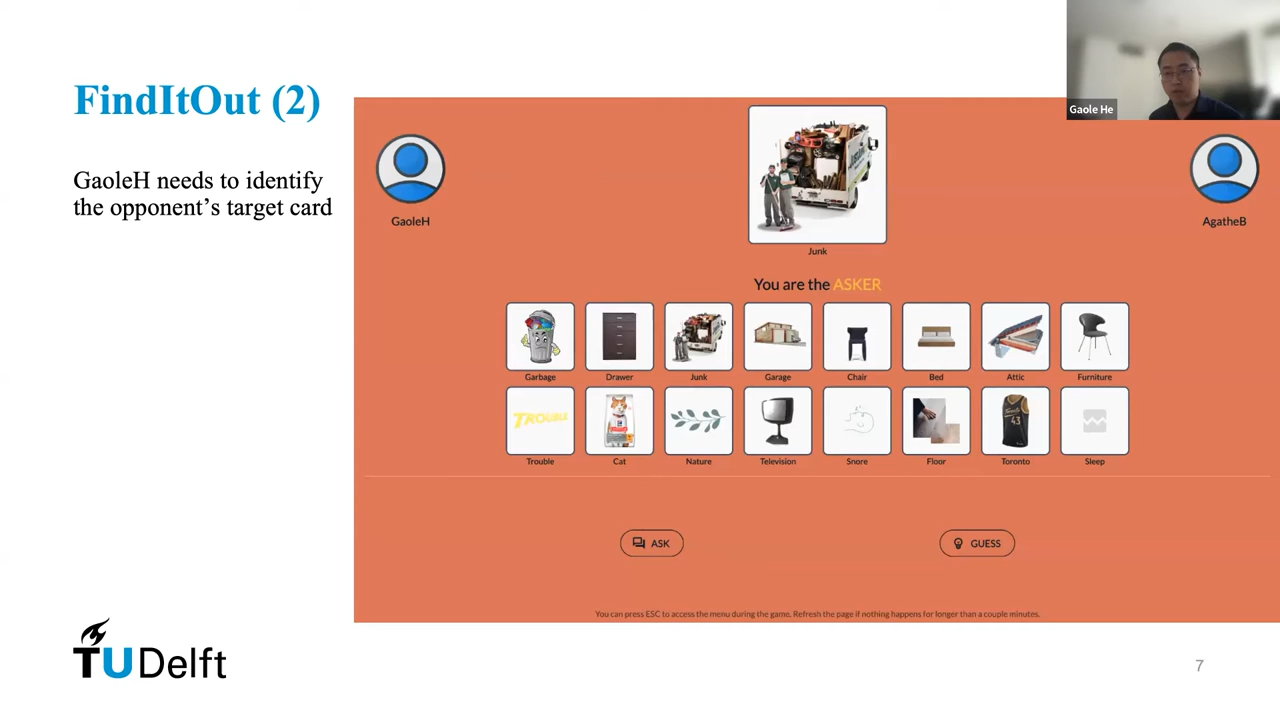 FindItOut (2)
GaoleH needs to identify
the opponent's target card
Gaole He
GaoleH
Junk
AgatheB
You are the ASKER
Garbage
Drawer
Junk
Garage
Chair
Bed
Attic
Furniture
TROUBLE
43
Trouble
Cat
Nature
Television
Snore
Floor
Toronto
Sleep
ASK
GUESS
You can press ESC to access the menu during the game. Refresh the page if nothing happens for longer than a couple minutes.
TU Delft
7